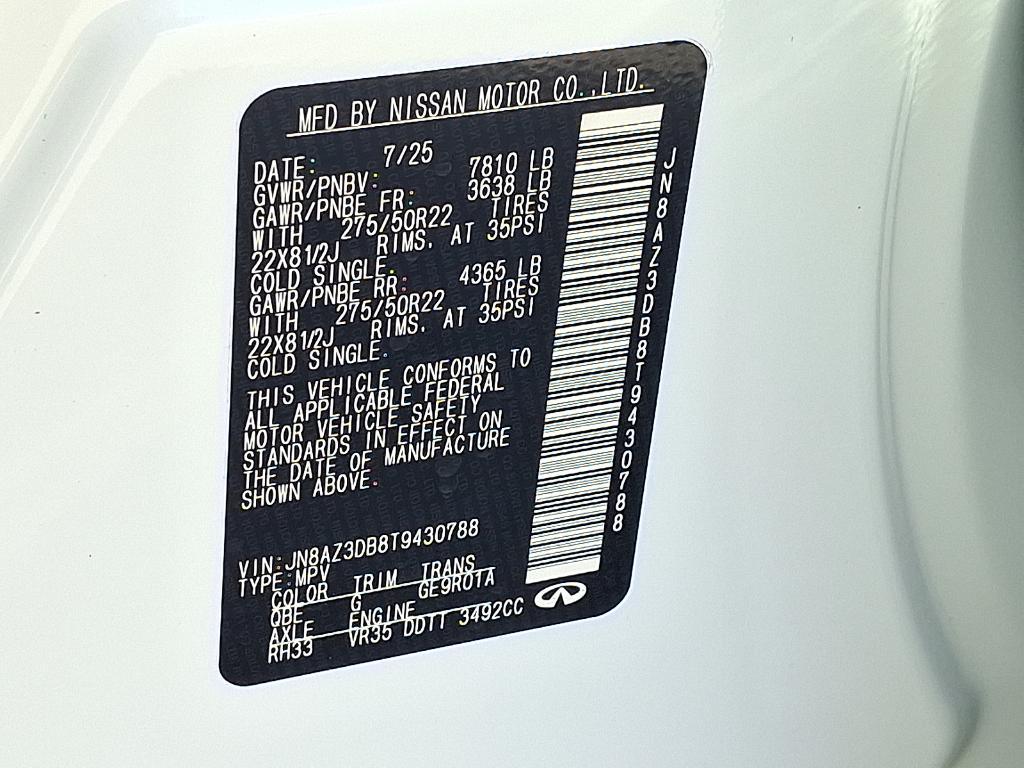 MFD BY NISSAN MOTOR CO.,LTD.
DATE: 7/25
GVWR/PNBV: 7810 LB
GAWR/PNBE FR: 3638 LB
WITH 275/50R22 TIRES
22X81/2J RIMS, AT 35PSI
COLD SINGLE.
GAWR/PNBE RR: 4365 LB
WITH 275/50R22 TIRES
22X81/2J RIMS, AT 35PSI
COLD SINGLE.
THIS VEHICLE CONFORMS TO
ALL APPLICABLE FEDERAL
MOTOR VEHICLE SAFETY
STANDARDS IN EFFECT ON
THE DATE OF MANUFACTURE
SHOWN ABOVE.
VIN:JN8AZ3DB8T9430788
TYPE:MPV
COLOR TRIM TRANS
QBE G GE9R01A
AXLE ENGINE
RH33 VR35 DDTT 3492CC
JN8AZ3DB8T9430788